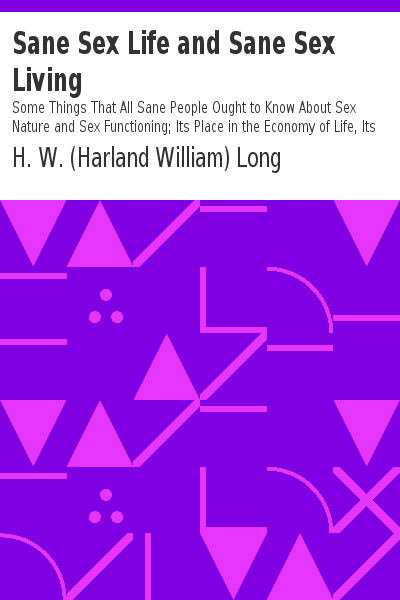 Sane Sex Life and Sane Sex
Living
Some Things That All Sane People Ought to Know About Sex
Nature and Sex Functioning; Its Place in the Economy of Life, Its
H. W. (Harland William) Long